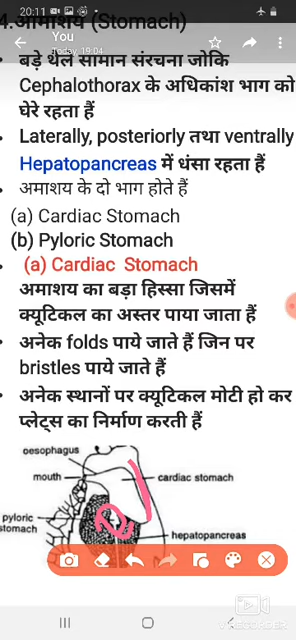 20:11
4.आमाशय (Stomach)
You
Today, 19:04
• बड़े थैले सामान संरचना जोकि
Cephalothorax के अधिकांश भाग को
घेरे रहता हैं
• Laterally, posteriorly तथा ventrally
Hepatopancreas में धंसा रहता हैं
• अमाशय के दो भाग होते हैं
(a) Cardiac Stomach
(b) Pyloric Stomach
• (a) Cardiac Stomach
अमाशय का बड़ा हिस्सा जिसमें
क्यूटिकल का अस्तर पाया जाता हैं
• अनेक folds पाये जाते हैं जिन पर
bristles पाये जाते हैं
• अनेक स्थानों पर क्यूटिकल मोटी हो कर
प्लेट्स का निर्माण करती हैं
oesophagus
mouth
cardiac stomach
pyloric
stomach
hepatopancreas
VRECORDER